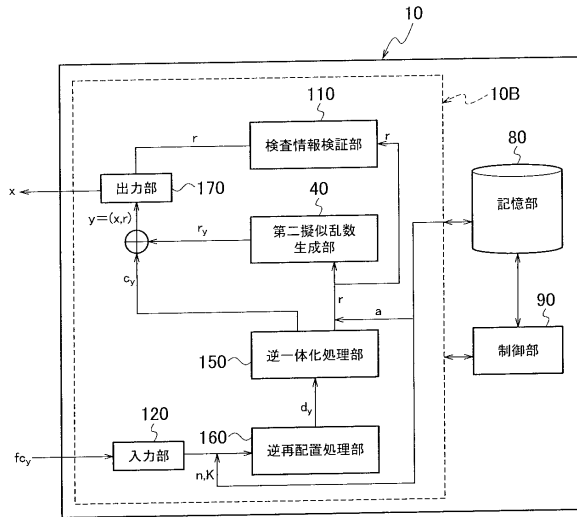 10
10B
110
検査情報検証部
r
r
80
記憶部
x
出力部
170
40
y=(x,r)
第二擬似乱数
生成部
r_y
c_y
r
a
90
制御部
150
逆一体化処理部
d_y
120
160
fc_y
入力部
逆再配置処理部
n,K